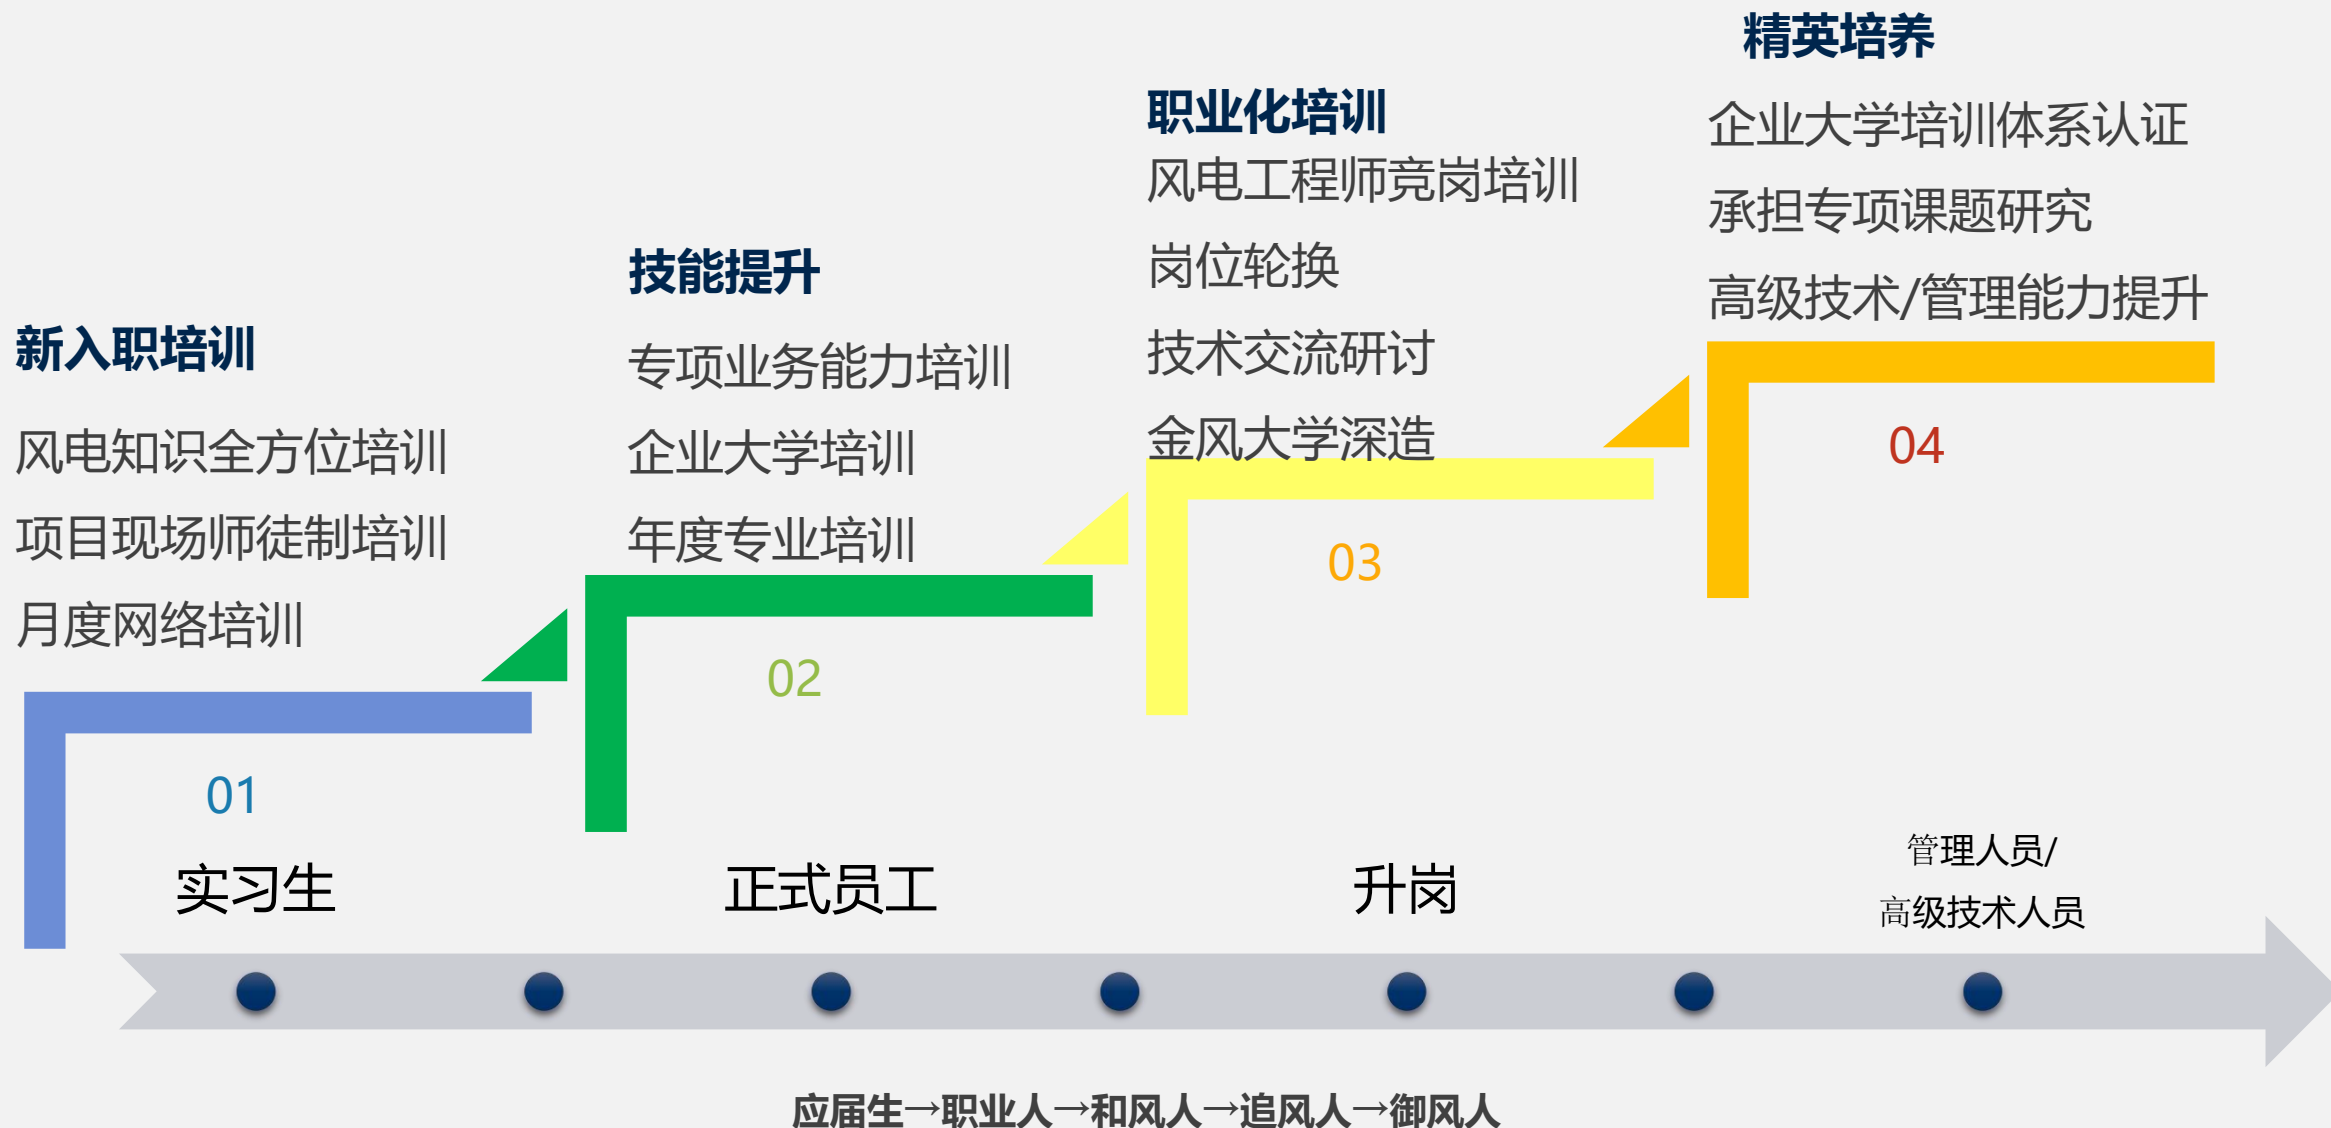 新入职培训
风电知识全方位培训
项目现场师徒制培训
月度网络培训
01
实习生
技能提升
专项业务能力培训
企业大学培训
年度专业培训
02
正式员工
职业化培训
风电工程师竞岗培训
岗位轮换
技术交流研讨
金风大学深造
03
升岗
精英培养
企业大学培训体系认证
承担专项课题研究
高级技术/管理能力提升
04
管理人员/
高级技术人员
应届生→职业人→和风人→追风人→御风人